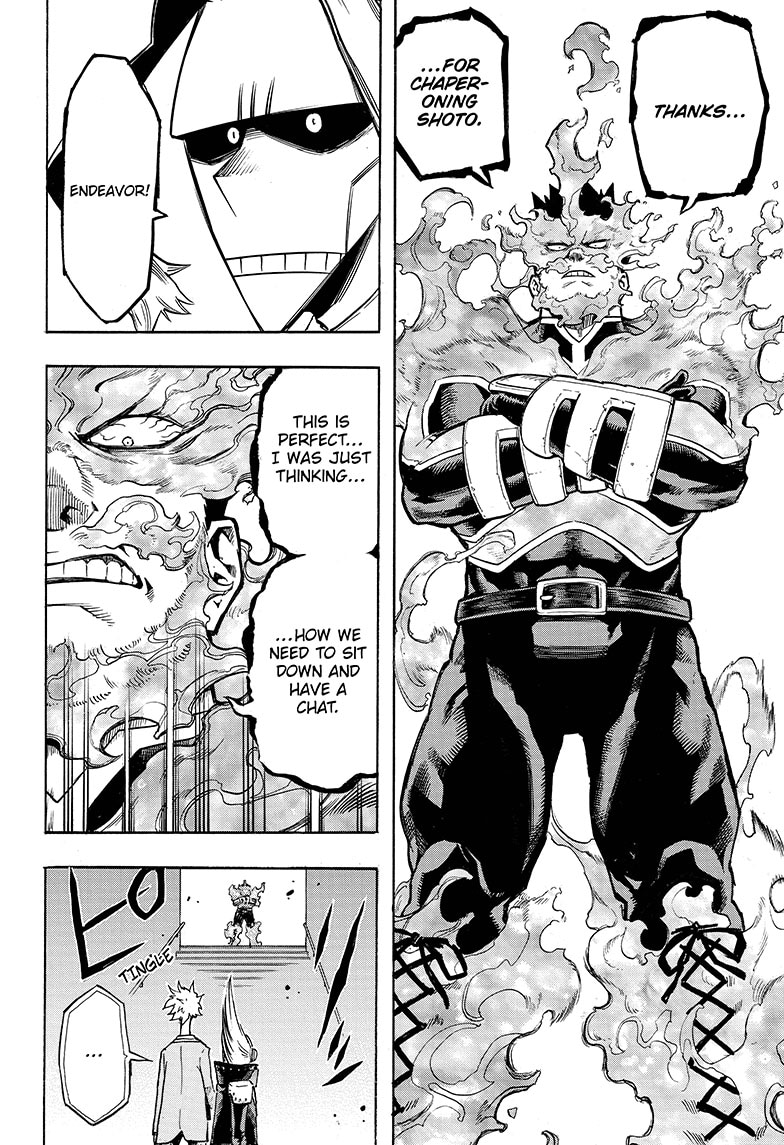 THANKS...
...FOR
CHAPER-
ONING
SHOTO.
ENDEAVOR!
THIS IS
PERFECT...
I WAS JUST
THINKING...
...HOW WE
NEED TO SIT
DOWN AND
HAVE A
CHAT.
ピ
TINGLE
...